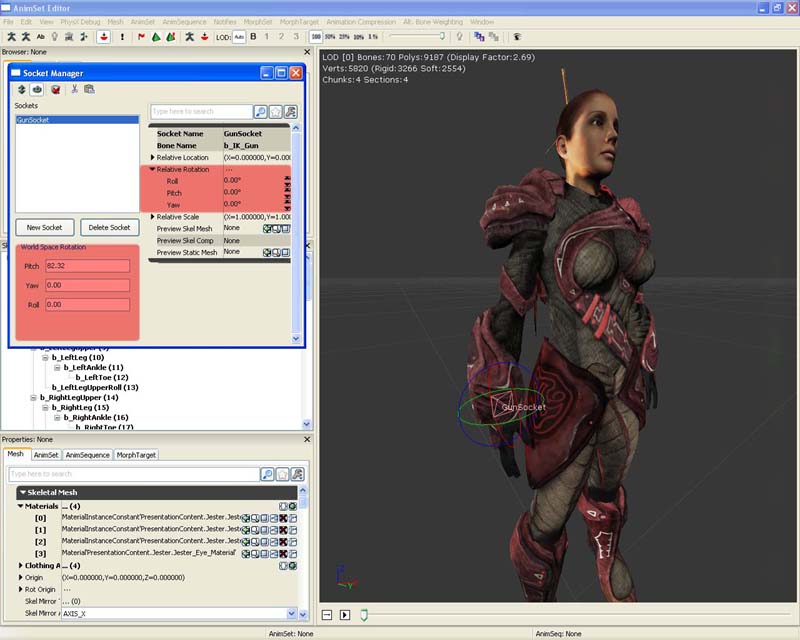 AnimSet Editor
File Edit View PhysX Debug Mesh AnimSet AnimSequence Notifies MorphSet MorphTarget Animation Compression Alt. Bone Weighting Window
LOD: Auto B 1 2 3 100 50% 25% 10% 1 %
Browser: None
Socket Manager
Sockets
GunSocket
Type here to search
Socket Name GunSocket
Bone Name b_IK_Gun
Relative Location (X=0.000000,Y=0.00
Relative Rotation ...
Roll 0.00°
Pitch 0.00°
Yaw 0.00°
Relative Scale (X=1.000000,Y=1.00
Preview Skel Mesh None
Preview Skel Comp None
Preview Static Mesh None
New Socket Delete Socket
World Space Rotation
Pitch 82.32
Yaw 0.00
Roll 0.00
b_LeftLeg (10)
b_LeftAnkle (11)
b_LeftToe (12)
b_LeftLegUpperRoll (13)
b_RightLegUpper (14)
b_RightLeg (15)
b_RightAnkle (16)
b_RightToe (17)
Properties: None
Mesh AnimSet AnimSequence MorphTarget
Type here to search
Skeletal Mesh
Materials ... (4)
[0] MaterialInstanceConstant'PresentationContent.Jester.Jeste
[1] MaterialInstanceConstant'PresentationContent.Jester.Jeste
[2] MaterialInstanceConstant'PresentationContent.Jester.Jeste
[3] Material'PresentationContent.Jester.Jester_Eye_Material'
Clothing A ... (4)
Origin (X=0.000000,Y=0.000000,Z=0.000000)
Rot Origin ...
Skel Mirror ... (0)
Skel Mirror AXIS_X
LOD [0] Bones:70 Polys:9187 (Display Factor:2.69)
Verts:5820 (Rigid:3266 Soft:2554)
Chunks:4 Sections:4
GunSocket
Z
Y
AnimSet: None AnimSeq: None